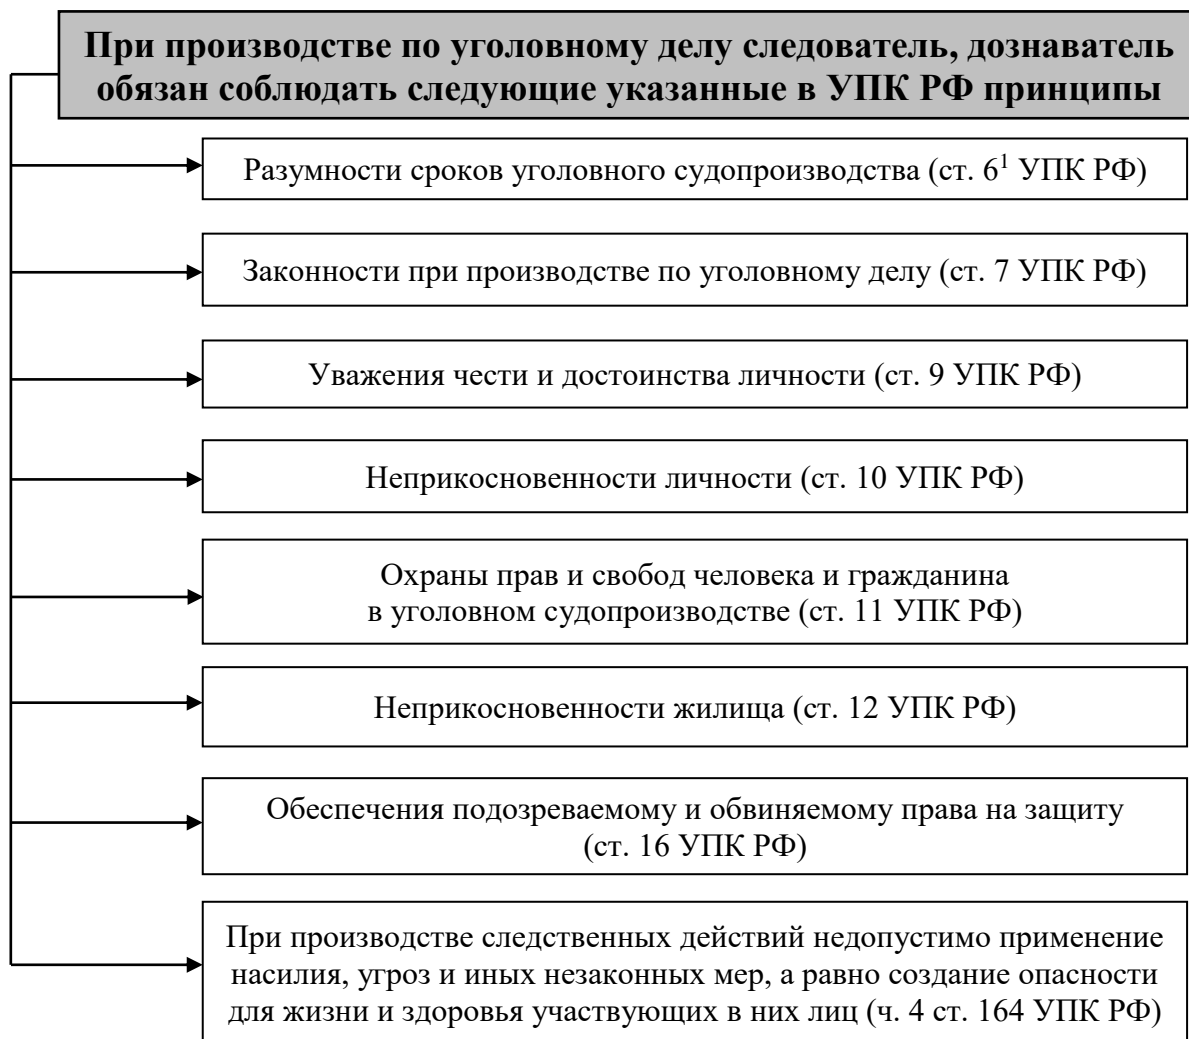 При производстве по уголовному делу следователь, дознаватель
обязан соблюдать следующие указанные в УПК РФ принципы
Разумности сроков уголовного судопроизводства (ст. 6¹ УПК РФ)
Законности при производстве по уголовному делу (ст. 7 УПК РФ)
Уважения чести и достоинства личности (ст. 9 УПК РФ)
Неприкосновенности личности (ст. 10 УПК РФ)
Охраны прав и свобод человека и гражданина
в уголовном судопроизводстве (ст. 11 УПК РФ)
Неприкосновенности жилища (ст. 12 УПК РФ)
Обеспечения подозреваемому и обвиняемому права на защиту
(ст. 16 УПК РФ)
При производстве следственных действий недопустимо применение
насилия, угроз и иных незаконных мер, а равно создание опасности
для жизни и здоровья участвующих в них лиц (ч. 4 ст. 164 УПК РФ)